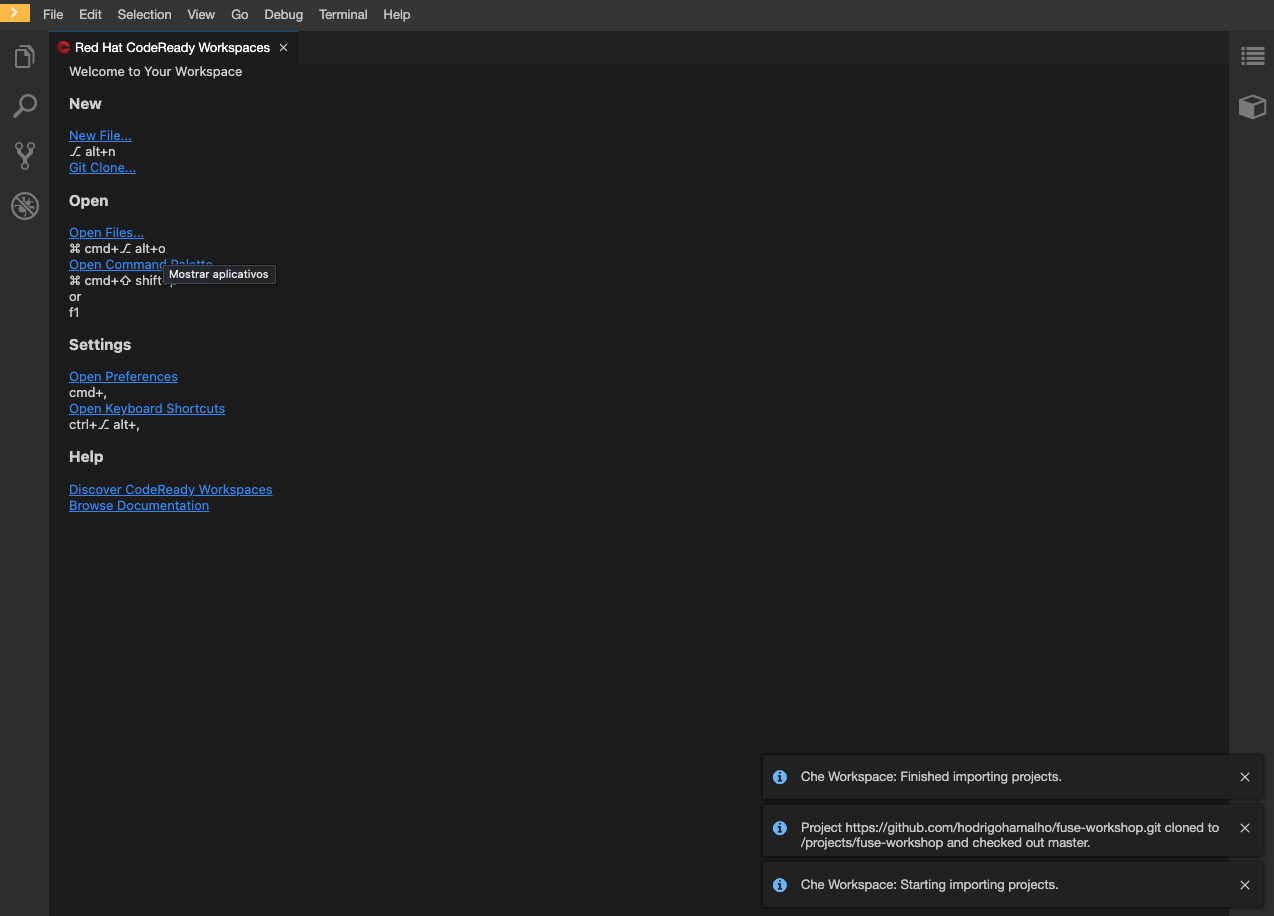 File Edit Selection View Go Debug Terminal Help
Red Hat CodeReady Workspaces
Welcome to Your Workspace
New
New File...
⌥ alt+n
Git Clone...
Open
Open Files...
⌘ cmd+⌥ alt+o
Open Command Palette...
Mostrar aplicativos
⌘ cmd+⇧ shift+p
or
f1
Settings
Open Preferences
cmd+,
Open Keyboard Shortcuts
ctrl+⌥ alt+,
Help
Discover CodeReady Workspaces
Browse Documentation
Che Workspace: Finished importing projects.
Project https://github.com/hodrigohamalho/fuse-workshop.git cloned to
/projects/fuse-workshop and checked out master.
Che Workspace: Starting importing projects.